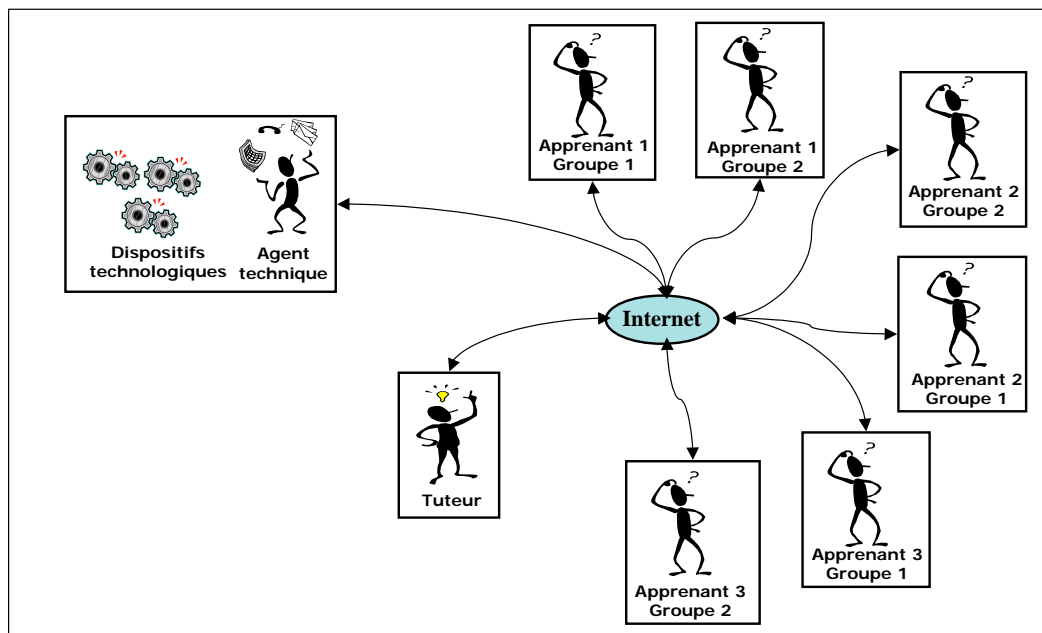 ?
Apprenant 1
Groupe 1
?
Apprenant 1
Groupe 2
?
Apprenant 2
Groupe 2
Dispositifs
technologiques
Agent
technique
Internet
?
Apprenant 2
Groupe 1
Tuteur
?
Apprenant 3
Groupe 2
?
Apprenant 3
Groupe 1